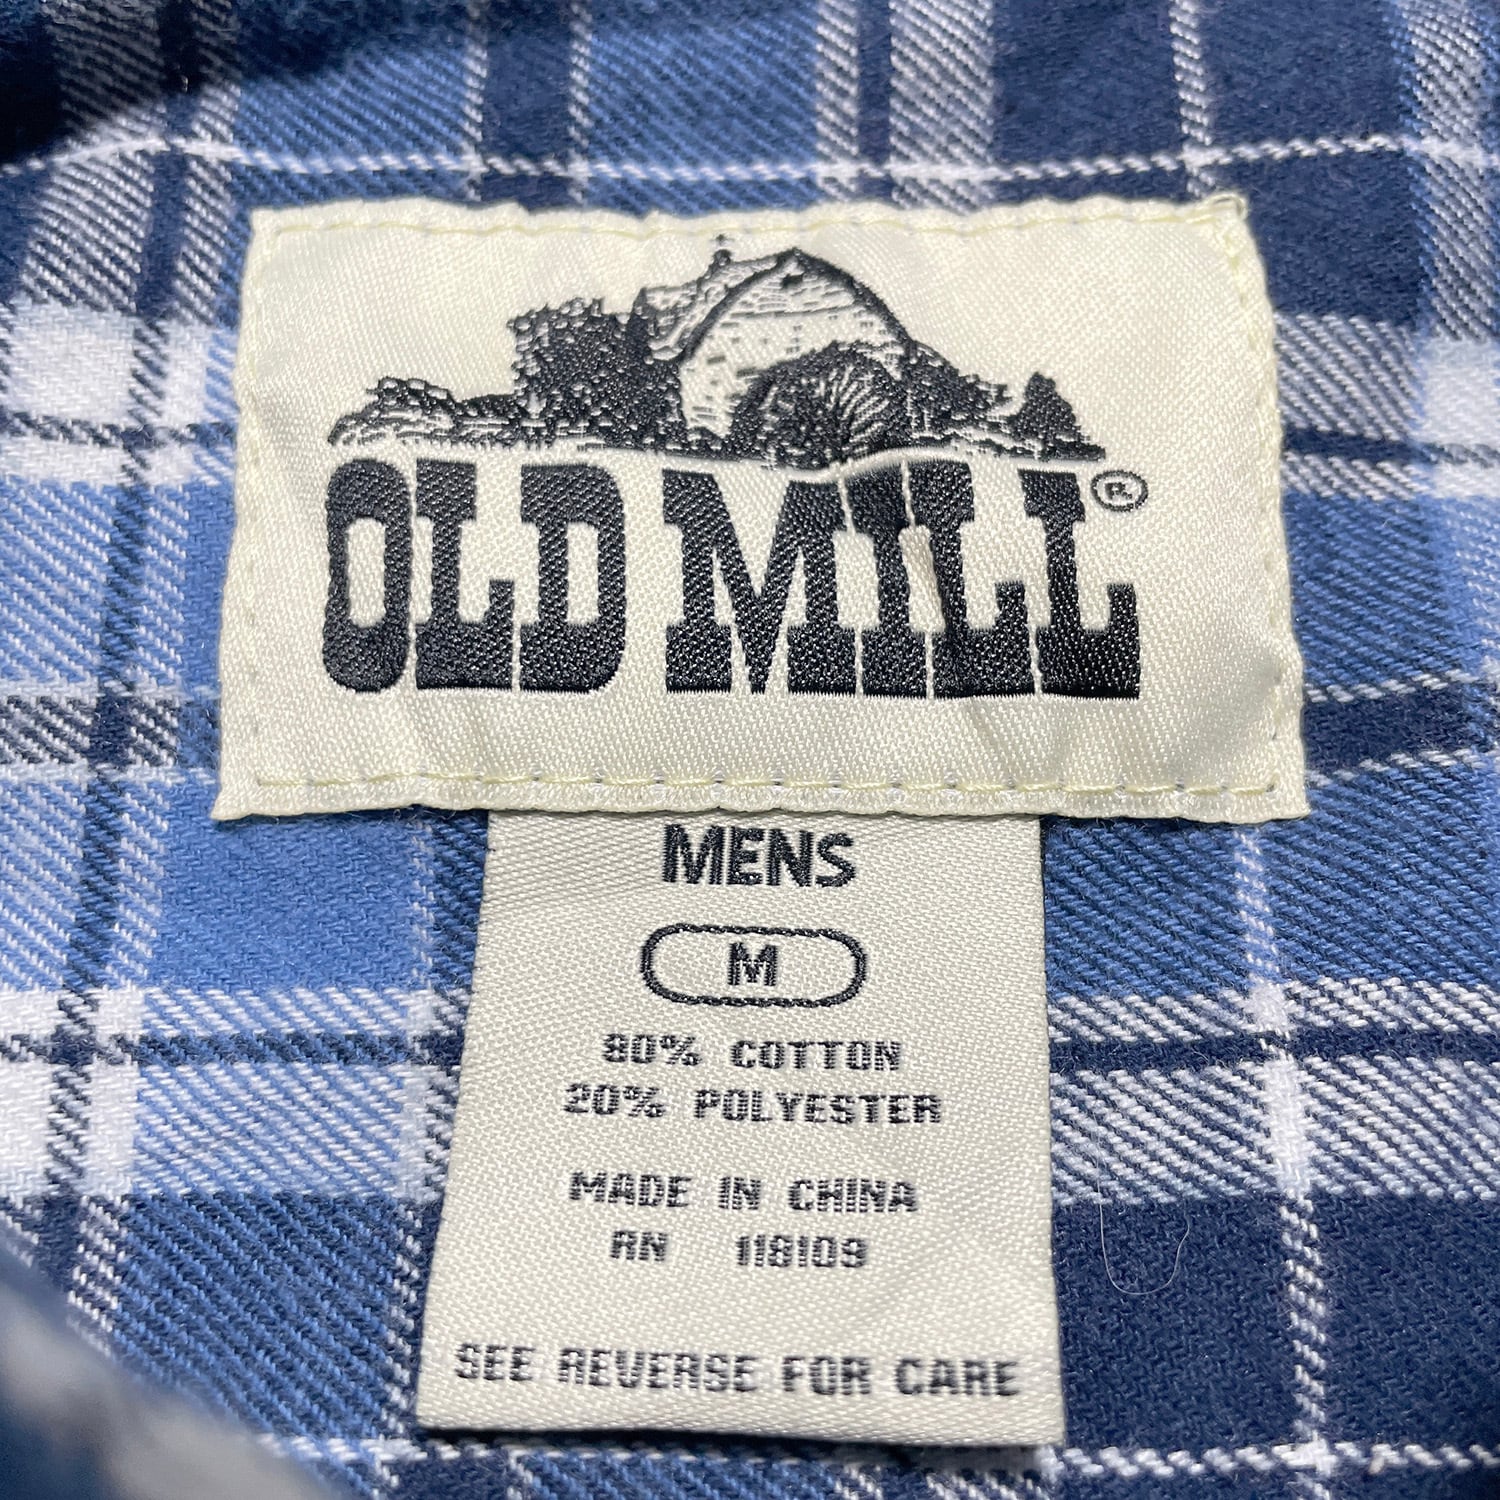 OLD MILL®
MENS
M
80% COTTON
20% POLYESTER
MADE IN CHINA
RN 118109
SEE REVERSE FOR CARE